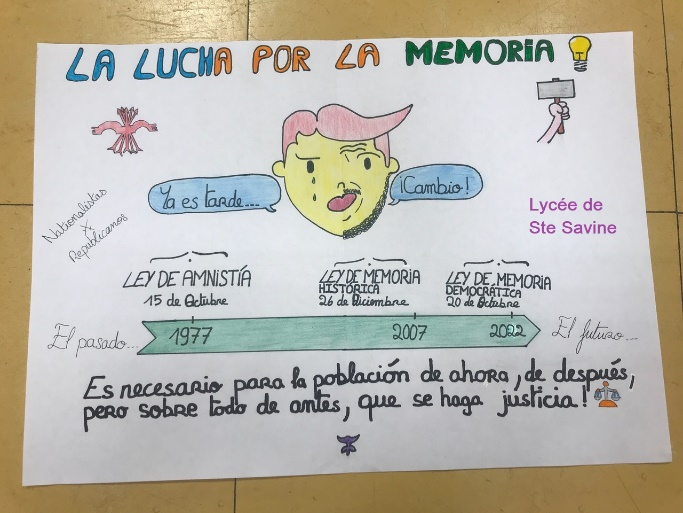 LA LUCHA POR LA MEMORIA
Ya es tarde...
¡Cambio!
Nationalistas
X
Republicanos
Lycée de
Ste Savine
LEY DE AMNISTÍA
15 de Octubre
LEY DE MEMORIA
HISTÓRICA
26 de Diciembre
LEY DE MEMORIA
DEMOCRÁTICA
20 de Octubre
El pasado...
1977
2007
2022
El futuro...
Es necesario para la población de ahora, de después,
pero sobre todo de antes, que se haga justicia!